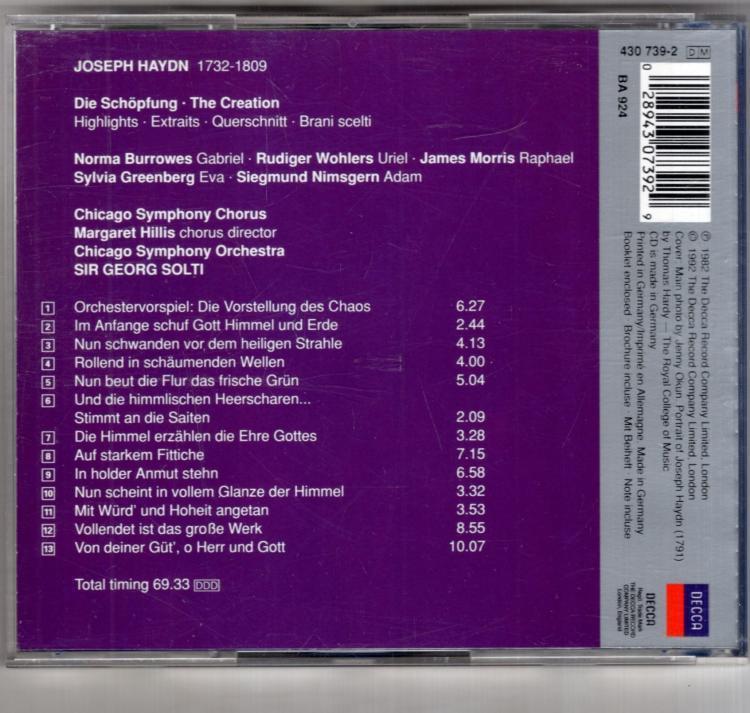 JOSEPH HAYDN 1732-1809
Die Schöpfung · The Creation
Highlights · Extraits · Querschnitt · Brani scelti
Norma Burrowes Gabriel · Rudiger Wohlers Uriel · James Morris Raphael
Sylvia Greenberg Eva · Siegmund Nimsgern Adam
Chicago Symphony Chorus
Margaret Hillis chorus director
Chicago Symphony Orchestra
SIR GEORG SOLTI
1 Orchestervorspiel: Die Vorstellung des Chaos 6.27
2 Im Anfange schuf Gott Himmel und Erde 2.44
3 Nun schwanden vor dem heiligen Strahle 4.13
4 Rollend in schäumenden Wellen 4.00
5 Nun beut die Flur das frische Grün 5.04
6 Und die himmlischen Heerscharen...
Stimmt an die Saiten 2.09
7 Die Himmel erzählen die Ehre Gottes 3.28
8 Auf starkem Fittiche 7.15
9 In holder Anmut stehn 6.58
10 Nun scheint in vollem Glanze der Himmel 3.32
11 Mit Würd' und Hoheit angetan 3.53
12 Vollendet ist das große Werk 8.55
13 Von deiner Güt', o Herr und Gott 10.07
Total timing 69.33 DDD
430 739-2 DM
0 28943 07392 9
BA 924
℗ 1982 The Decca Record Company Limited, London
© 1992 The Decca Record Company Limited, London
Cover: Main photo by Jenny Okun. Portrait of Joseph Haydn (1791)
by Thomas Hardy — The Royal College of Music
CD is made in Germany
Printed in Germany/Imprimé en Allemagne. Made in Germany
Booklet enclosed · Brochure incluse · Mit Beiheft · Note incluse
DECCA
DECCA
Regd. Trade Mark
THE DECCA RECORD
COMPANY LIMITED
London, England